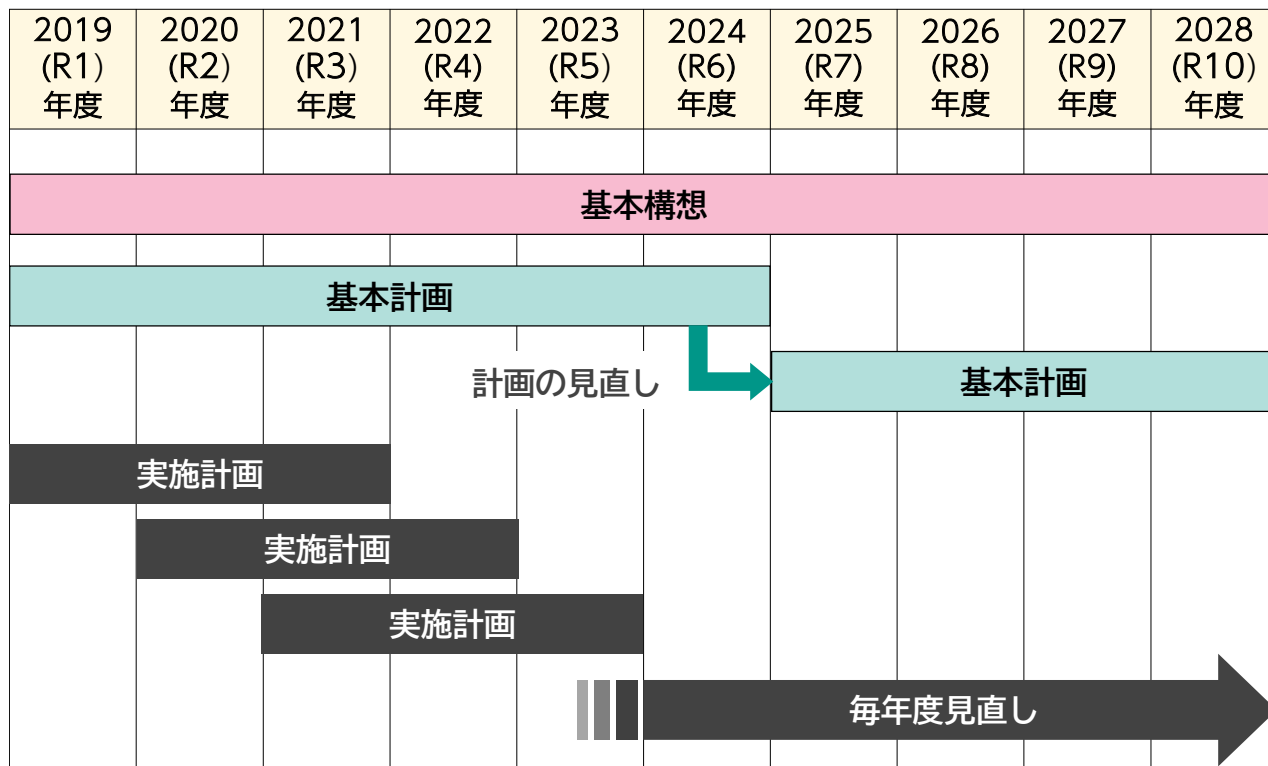 2019 2020 2021 2022 2023 2024 2025 2026 2027 2028
(R1) (R2) (R3) (R4) (R5) (R6) (R7) (R8) (R9) (R10)
年度 年度 年度 年度 年度 年度 年度 年度 年度 年度
基本構想
基本計画
計画の見直し 基本計画
実施計画
実施計画
実施計画
毎年度見直し